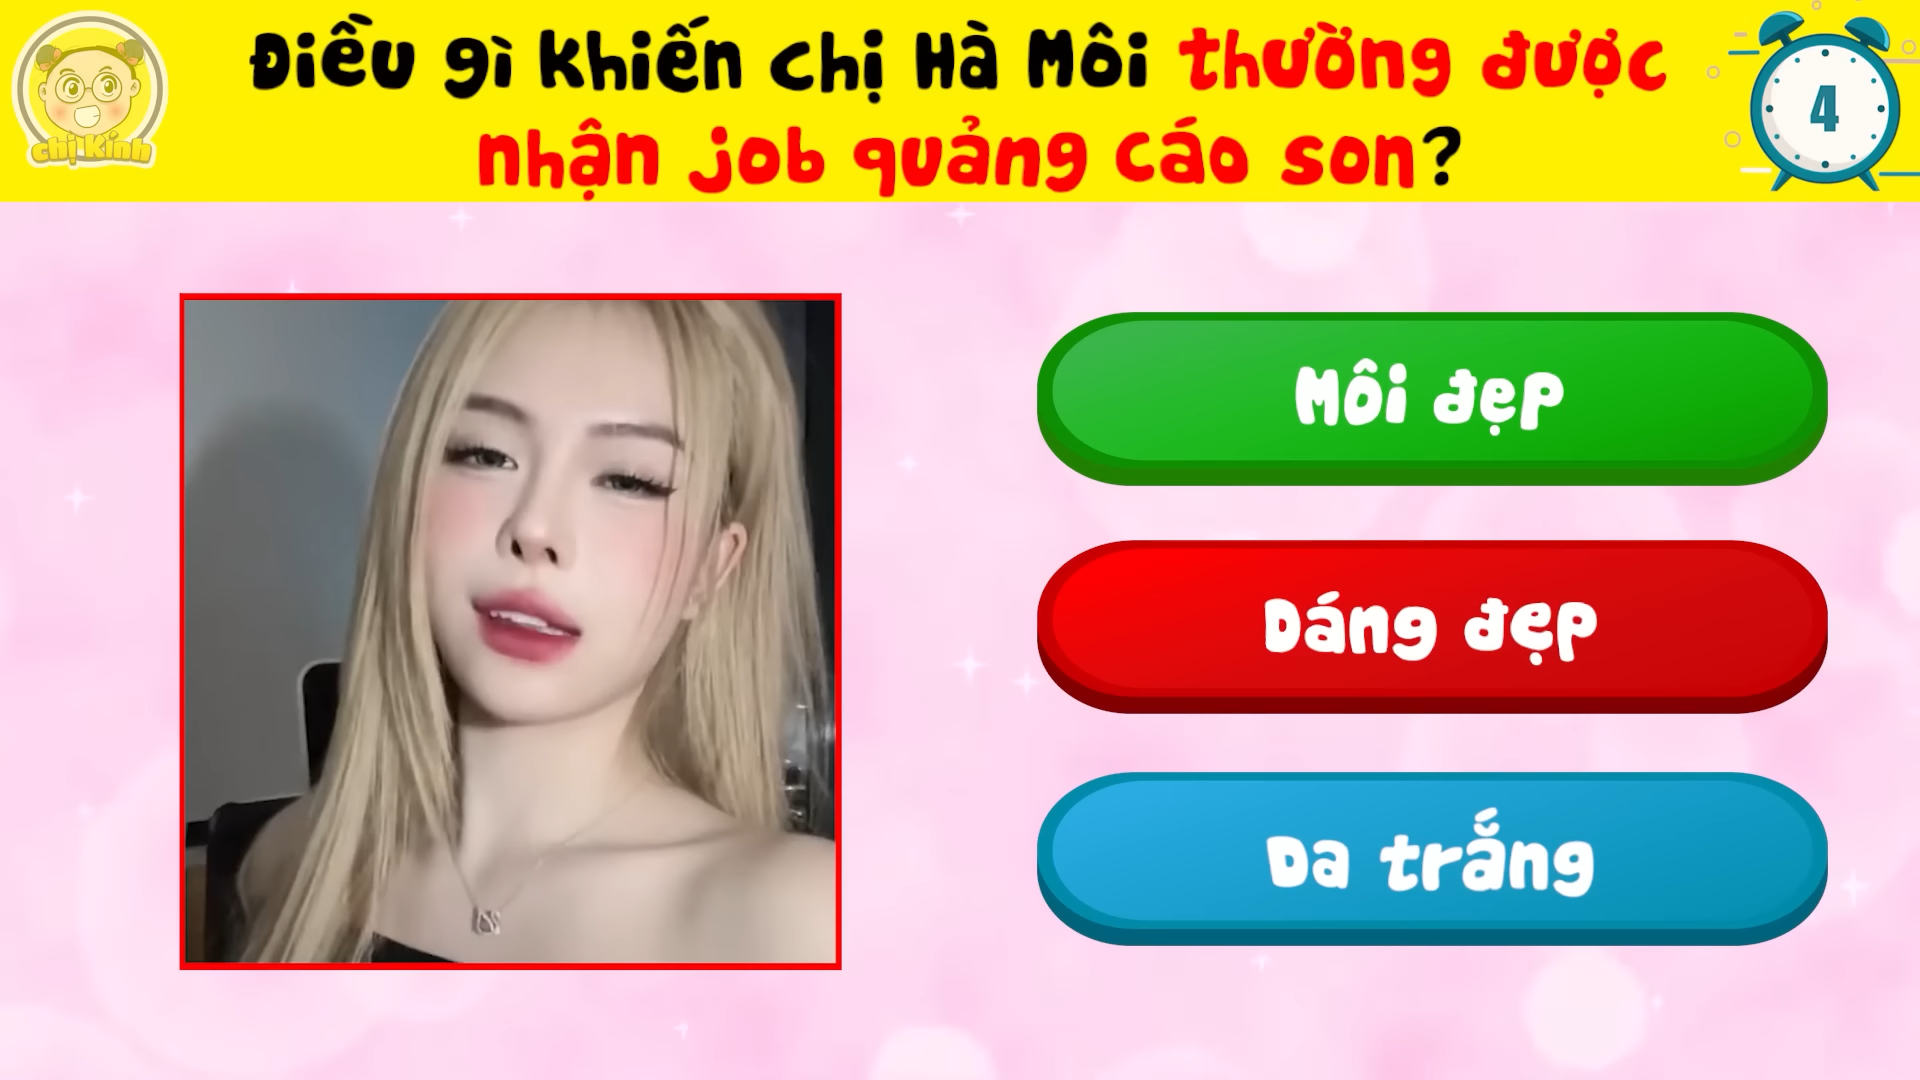 Điều gì khiến chị Hà Môi thường được
nhận job quảng cáo son?
chị Kính
4
Môi đẹp
Dáng đẹp
Da trắng